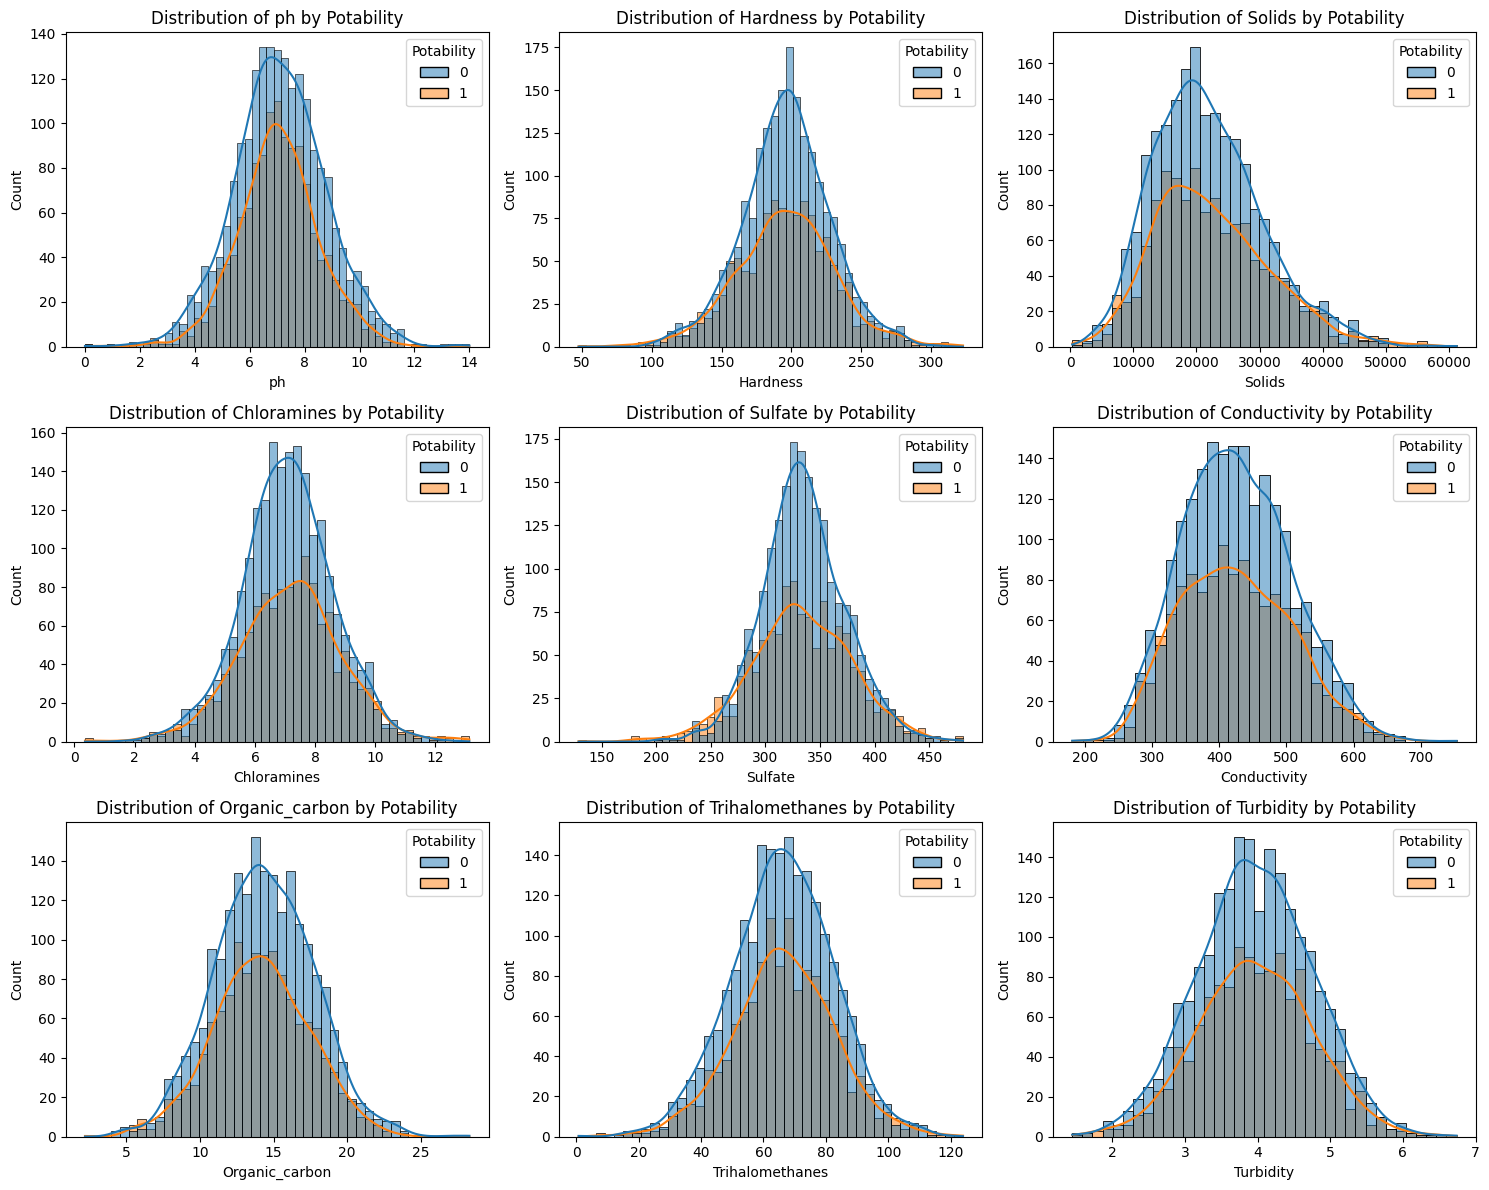 Distribution of ph by Potability
140
120
100
80
60
40
20
0
Count
0 2 4 6 8 10 12 14
ph
Potability
0
1
Distribution of Hardness by Potability
175
150
125
100
75
50
25
0
Count
50 100 150 200 250 300
Hardness
Potability
0
1
Distribution of Solids by Potability
160
140
120
100
80
60
40
20
0
Count
0 10000 20000 30000 40000 50000 60000
Solids
Potability
0
1
Distribution of Chloramines by Potability
160
140
120
100
80
60
40
20
0
Count
0 2 4 6 8 10 12
Chloramines
Potability
0
1
Distribution of Sulfate by Potability
175
150
125
100
75
50
25
0
Count
150 200 250 300 350 400 450
Sulfate
Potability
0
1
Distribution of Conductivity by Potability
140
120
100
80
60
40
20
0
Count
200 300 400 500 600 700
Conductivity
Potability
0
1
Distribution of Organic_carbon by Potability
140
120
100
80
60
40
20
0
Count
5 10 15 20 25
Organic_carbon
Potability
0
1
Distribution of Trihalomethanes by Potability
140
120
100
80
60
40
20
0
Count
0 20 40 60 80 100 120
Trihalomethanes
Potability
0
1
Distribution of Turbidity by Potability
140
120
100
80
60
40
20
0
Count
2 3 4 5 6 7
Turbidity
Potability
0
1